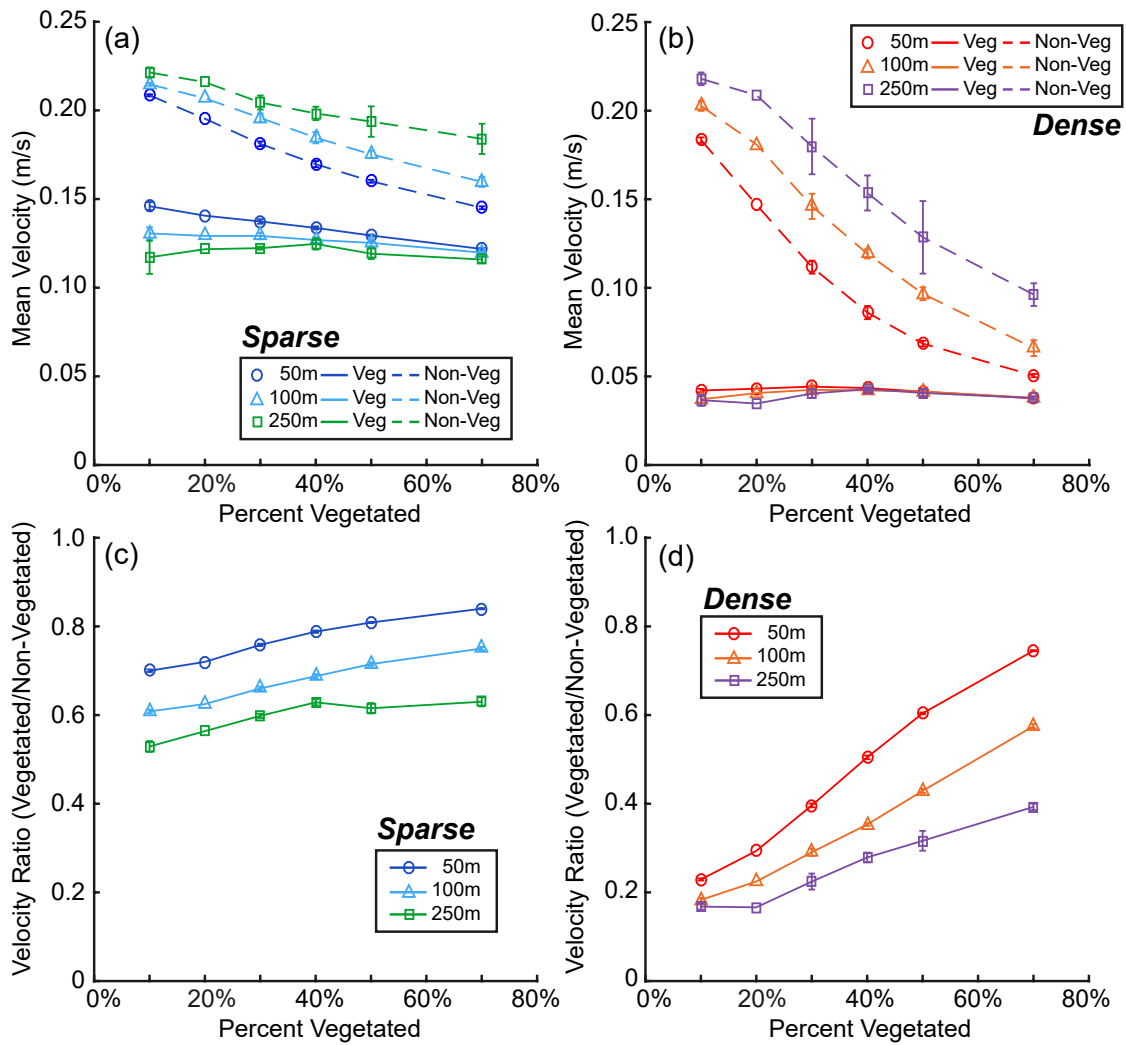 (a)
Mean Velocity (m/s)
0.25
0.20
0.15
0.10
0.05
0
Sparse
50m Veg Non-Veg
100m Veg Non-Veg
250m Veg Non-Veg
0% 20% 40% 60% 80%
Percent Vegetated
(b)
Mean Velocity (m/s)
0.25
0.20
0.15
0.10
0.05
0
50m Veg Non-Veg
100m Veg Non-Veg
250m Veg Non-Veg
Dense
0% 20% 40% 60% 80%
Percent Vegetated
(c)
Velocity Ratio (Vegetated/Non-Vegetated)
1.0
0.8
0.6
0.4
0.2
0
Sparse
50m
100m
250m
0% 20% 40% 60% 80%
Percent Vegetated
(d)
Velocity Ratio (Vegetated/Non-Vegetated)
1.0
0.8
0.6
0.4
0.2
0
Dense
50m
100m
250m
0% 20% 40% 60% 80%
Percent Vegetated